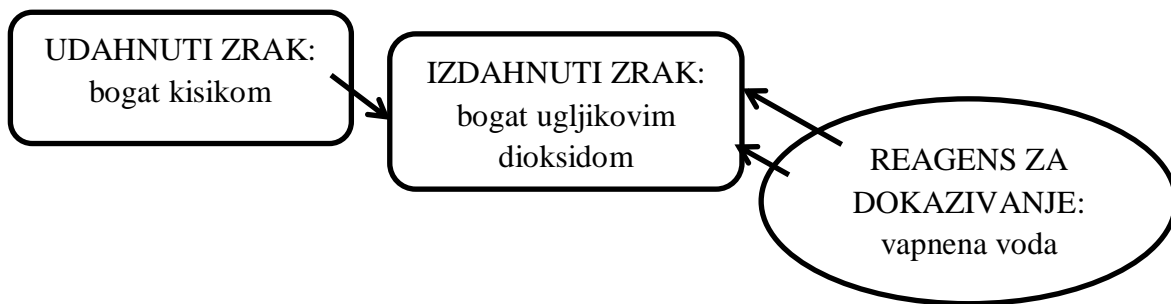 UDAHNUTI ZRAK:
bogat kisikom
IZDAHNUTI ZRAK:
bogat ugljikovim
dioksidom
REAGENS ZA
DOKAZIVANJE:
vapnena voda